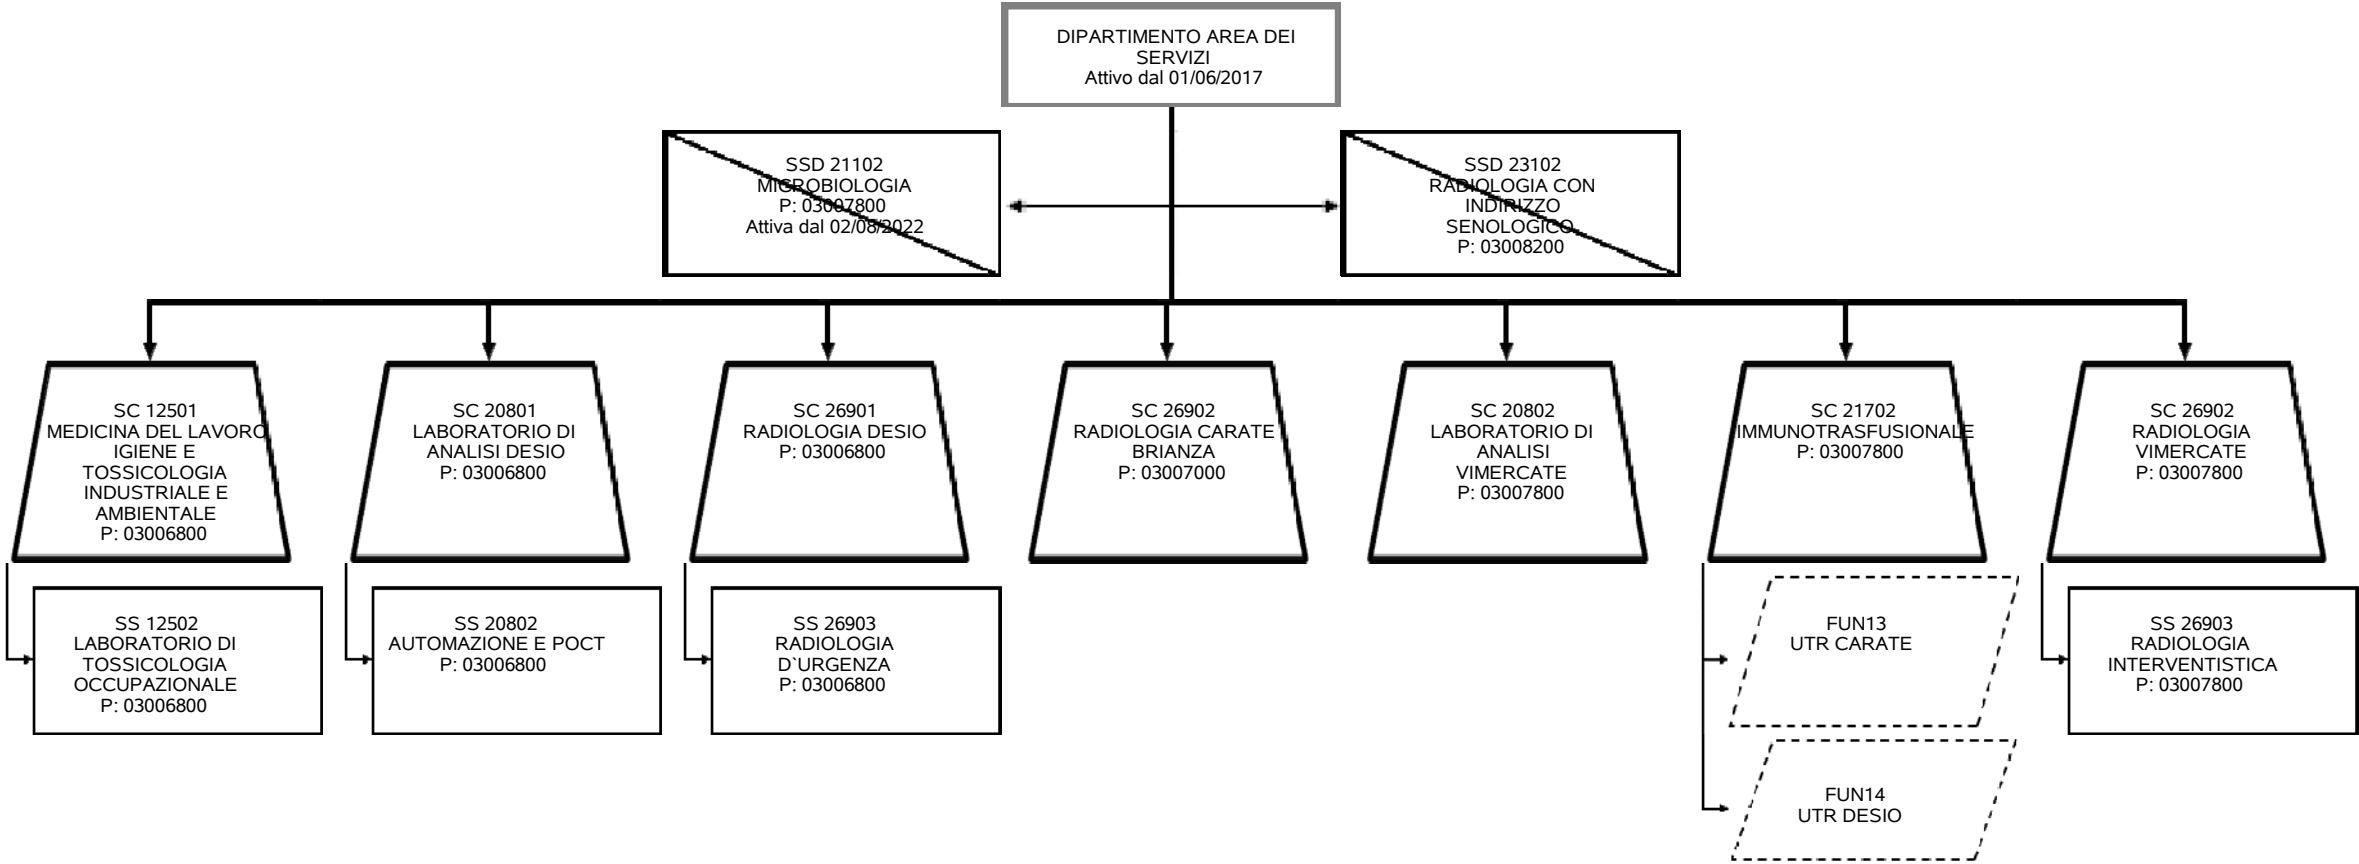 DIPARTIMENTO AREA DEI
SERVIZI
Attivo dal 01/06/2017
SSD 21102
MICROBIOLOGIA
P: 03007800
Attiva dal 02/08/2022
SSD 23102
RADIOLOGIA CON
INDIRIZZO
SENOLOGICO
P: 03008200
SC 12501
MEDICINA DEL LAVORO
IGIENE E
TOSSICOLOGIA
INDUSTRIALE E
AMBIENTALE
P: 03006800
SC 20801
LABORATORIO DI
ANALISI DESIO
P: 03006800
SC 26901
RADIOLOGIA DESIO
P: 03006800
SC 26902
RADIOLOGIA CARATE
BRIANZA
P: 03007000
SC 20802
LABORATORIO DI
ANALISI
VIMERCATE
P: 03007800
SC 21702
IMMUNOTRASFUSIONALE
P: 03007800
SC 26902
RADIOLOGIA
VIMERCATE
P: 03007800
SS 12502
LABORATORIO DI
TOSSICOLOGIA
OCCUPAZIONALE
P: 03006800
SS 20802
AUTOMAZIONE E POCT
P: 03006800
SS 26903
RADIOLOGIA
D`URGENZA
P: 03006800
FUN13
UTR CARATE
SS 26903
RADIOLOGIA
INTERVENTISTICA
P: 03007800
FUN14
UTR DESIO